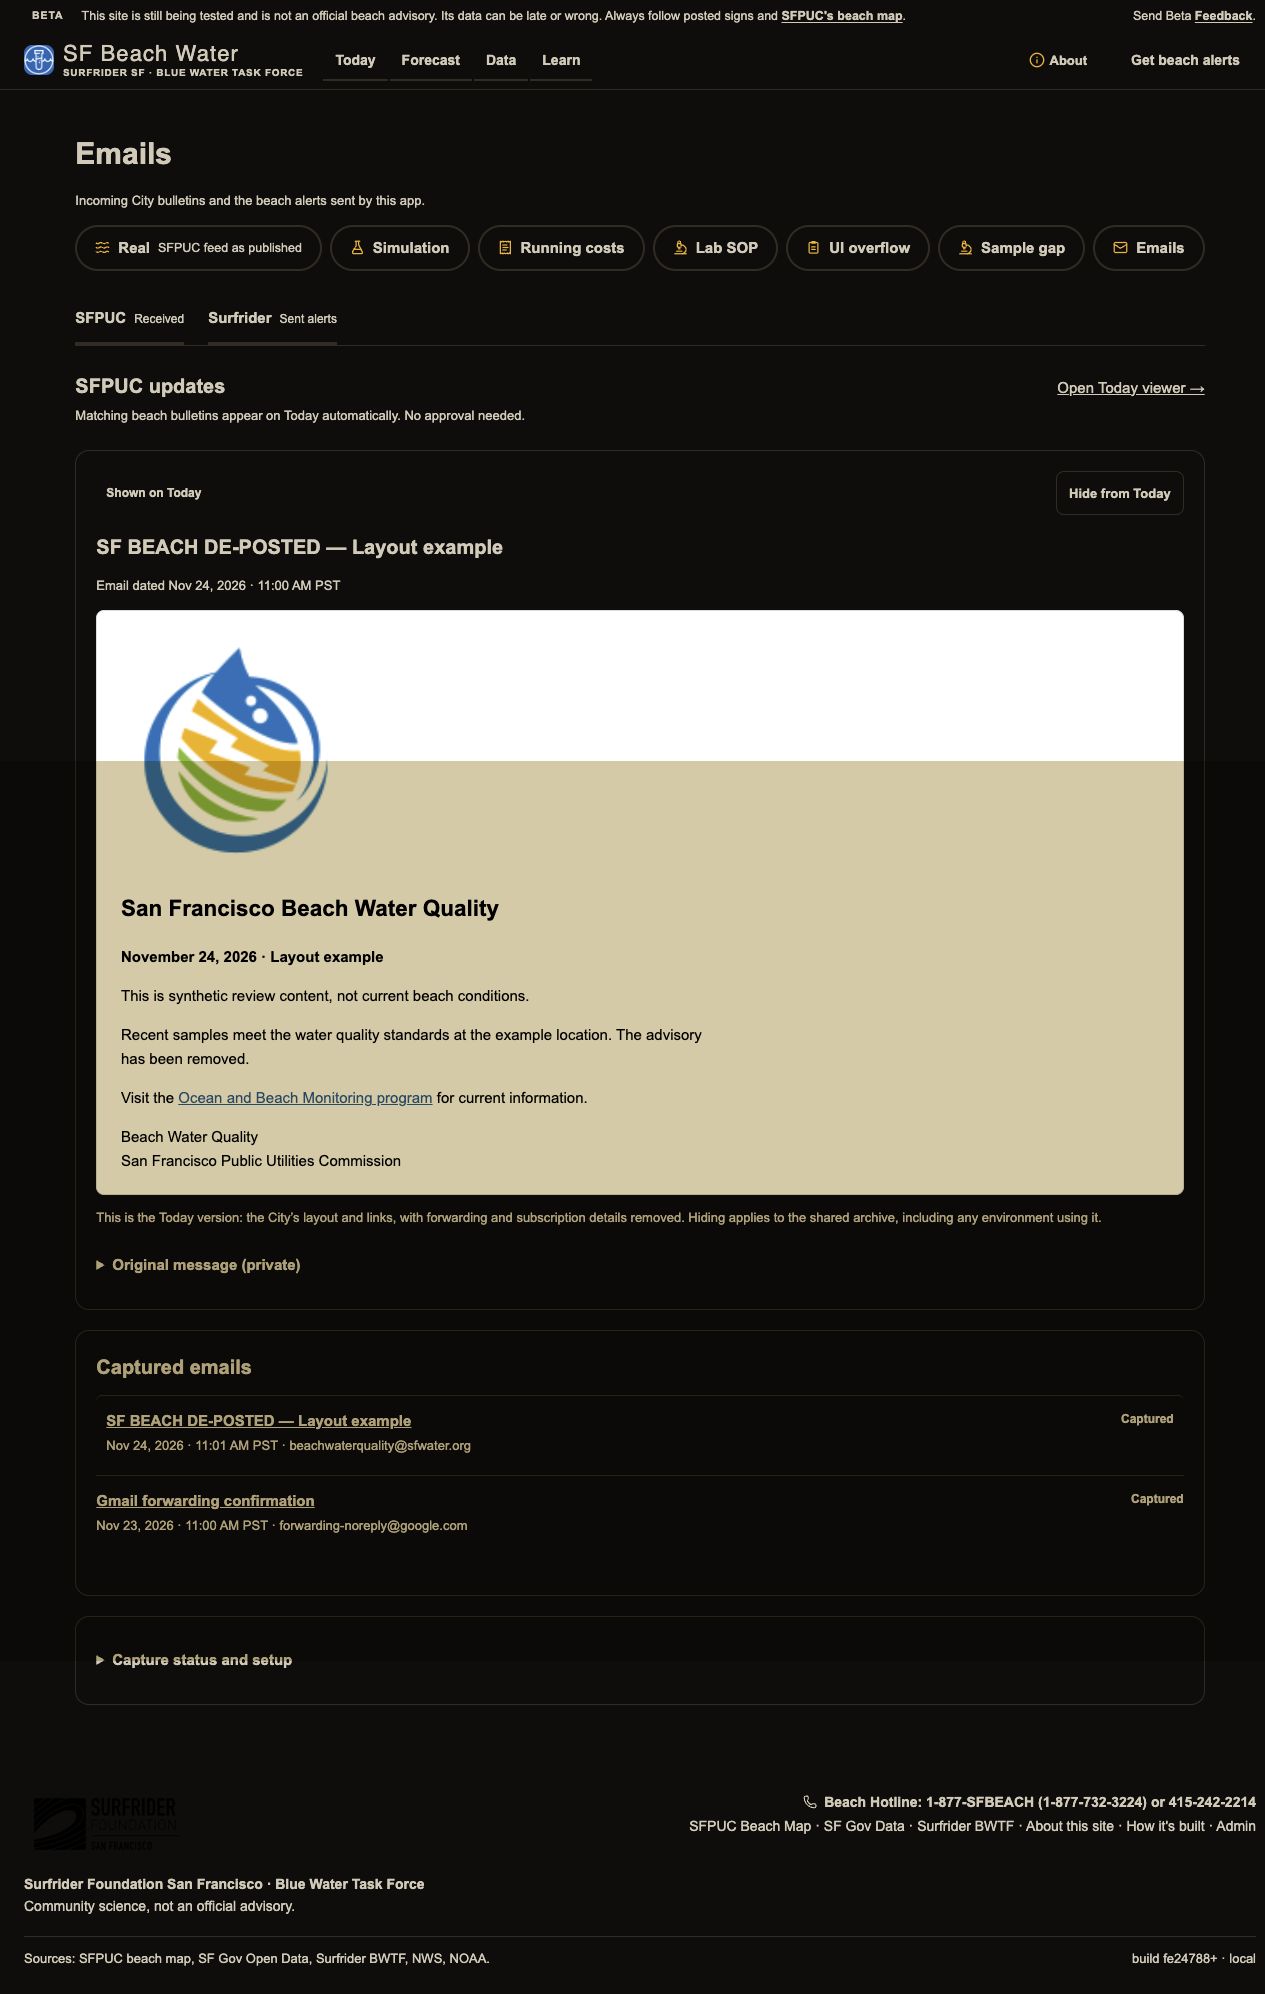 BETA This site is still being tested and is not an official beach advisory. Its data can be late or wrong. Always follow posted signs and SFPUC's beach map. Send Beta Feedback.
SF Beach Water
SURFRIDER SF · BLUE WATER TASK FORCE
Today Forecast Data Learn About Get beach alerts
Emails
Incoming City bulletins and the beach alerts sent by this app.
Real SFPUC feed as published Simulation Running costs Lab SOP UI overflow Sample gap Emails
SFPUC Received Surfrider Sent alerts
SFPUC updates Open Today viewer →
Matching beach bulletins appear on Today automatically. No approval needed.
Shown on Today Hide from Today
SF BEACH DE-POSTED — Layout example
Email dated Nov 24, 2026 · 11:00 AM PST
San Francisco Beach Water Quality
November 24, 2026 · Layout example
This is synthetic review content, not current beach conditions.
Recent samples meet the water quality standards at the example location. The advisory
has been removed.
Visit the Ocean and Beach Monitoring program for current information.
Beach Water Quality
San Francisco Public Utilities Commission
This is the Today version: the City's layout and links, with forwarding and subscription details removed. Hiding applies to the shared archive, including any environment using it.
▶ Original message (private)
Captured emails
SF BEACH DE-POSTED — Layout example Captured
Nov 24, 2026 · 11:01 AM PST · beachwaterquality@sfwater.org
Gmail forwarding confirmation Captured
Nov 23, 2026 · 11:00 AM PST · forwarding-noreply@google.com
▶ Capture status and setup
SURFRIDER
FOUNDATION
SAN FRANCISCO
Beach Hotline: 1-877-SFBEACH (1-877-732-3224) or 415-242-2214
SFPUC Beach Map · SF Gov Data · Surfrider BWTF · About this site · How it's built · Admin
Surfrider Foundation San Francisco · Blue Water Task Force
Community science, not an official advisory.
Sources: SFPUC beach map, SF Gov Open Data, Surfrider BWTF, NWS, NOAA. build fe24788+ · local